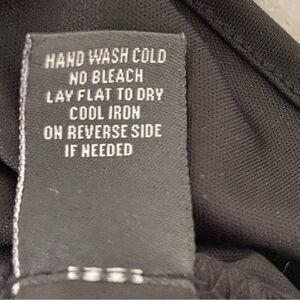 HAND WASH COLD
NO BLEACH
LAY FLAT TO DRY
COOL IRON
ON REVERSE SIDE
IF NEEDED